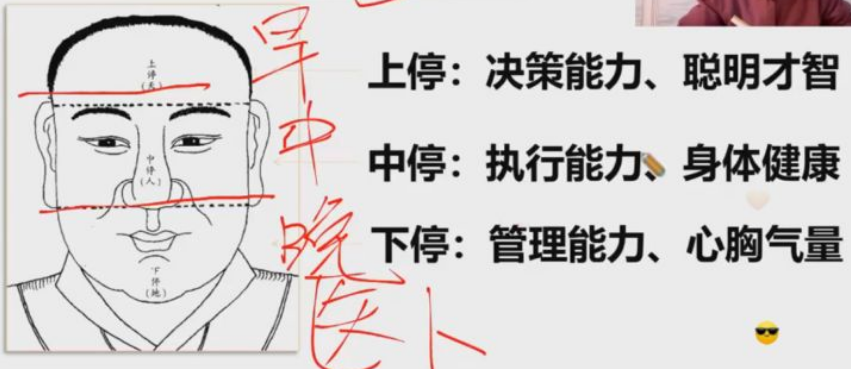 上停(天)
早
上停：决策能力、聪明才智
中
中停(人)
中停：执行能力、身体健康
晚
下停：管理能力、心胸气量
下停(地)
医卜